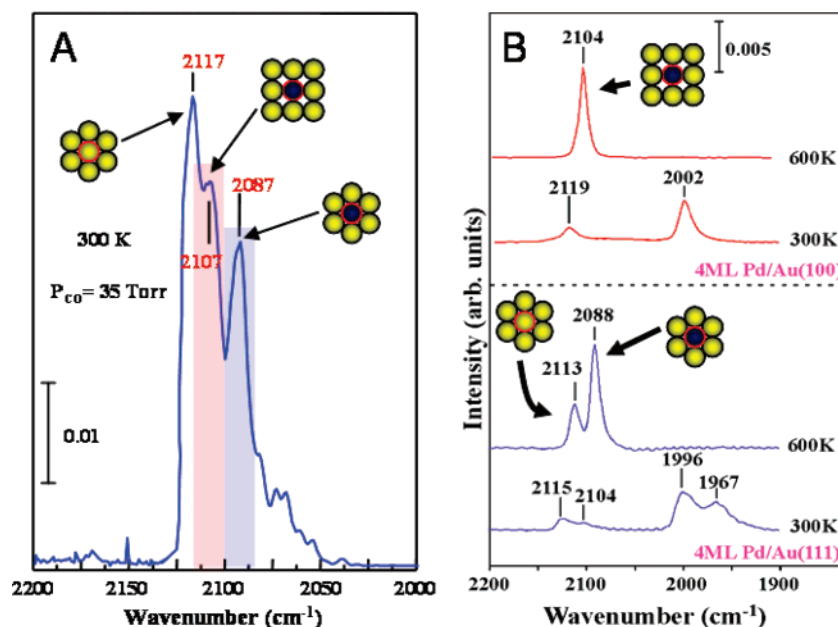 A
2117
2087
2107
300 K
P_CO = 35 Torr
0.01
2200 2150 2100 2050 2000
Wavenumber (cm⁻¹)
B
2104
0.005
600K
2119
2002
300K
4ML Pd/Au(100)
Intensity (arb. units)
2088
2113
600K
1996
2115
2104
1967
300K
4ML Pd/Au(111)
2200 2100 2000 1900
Wavenumber (cm⁻¹)